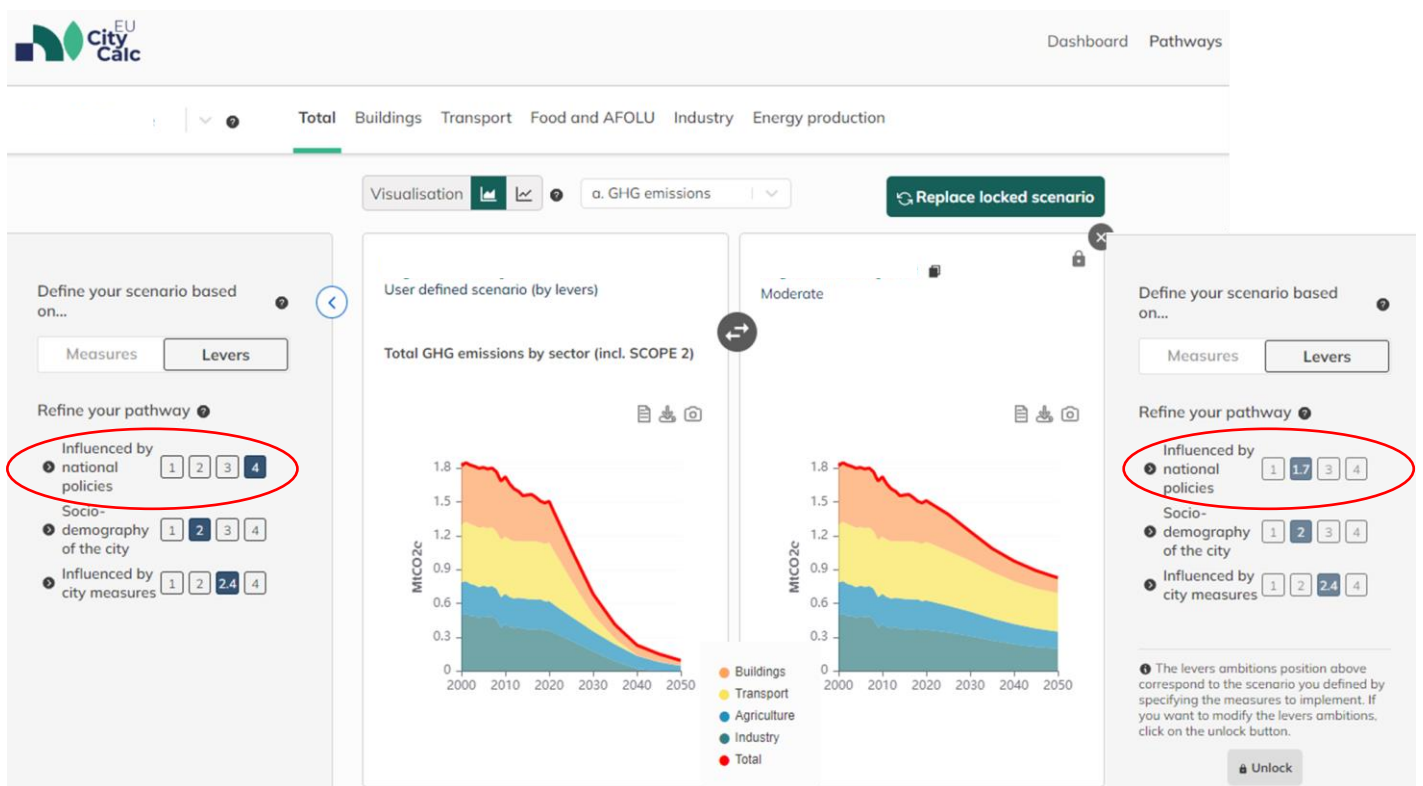 EU
City
Calc
Dashboard Pathways
Total Buildings Transport Food and AFOLU Industry Energy production
Visualisation
a. GHG emissions
Replace locked scenario
Define your scenario based
on...
Measures Levers
Refine your pathway
Influenced by
national
policies
1 2 3 4
Socio-
demography
of the city
1 2 3 4
Influenced by
city measures
1 2 2.4 4
User defined scenario (by levers)
Total GHG emissions by sector (incl. SCOPE 2)
MtCO2e
1.8
1.5
1.2
0.9
0.6
0.3
0
2000 2010 2020 2030 2040 2050
Buildings
Transport
Agriculture
Industry
Total
Moderate
MtCO2e
1.8
1.5
1.2
0.9
0.6
0.3
0
2000 2010 2020 2030 2040 2050
Define your scenario based
on...
Measures Levers
Refine your pathway
Influenced by
national
policies
1 1.7 3 4
Socio-
demography
of the city
1 2 3 4
Influenced by
city measures
1 2 2.4 4
The levers ambitions position above
correspond to the scenario you defined by
specifying the measures to implement. If
you want to modify the levers ambitions,
click on the unlock button.
Unlock